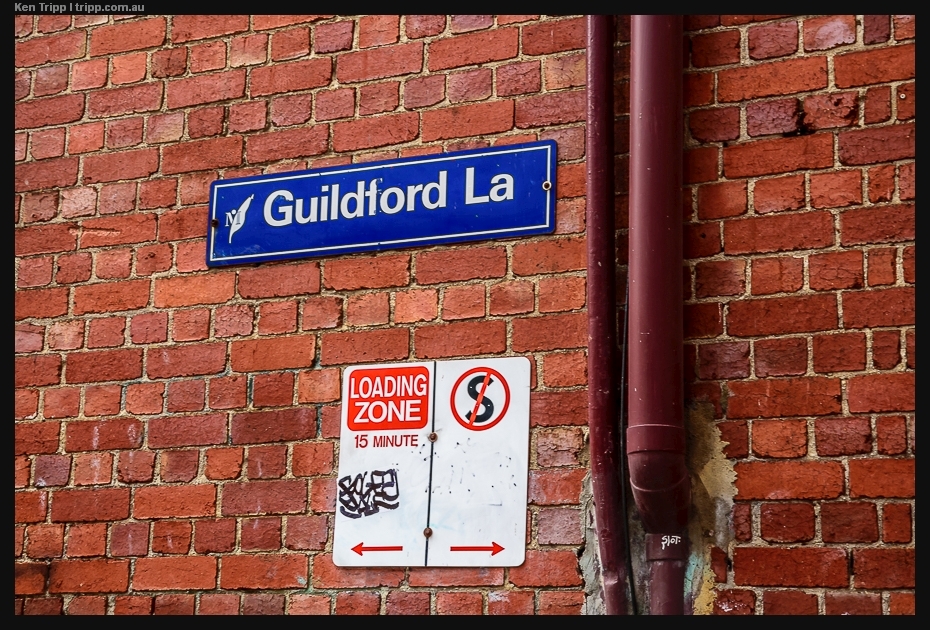 Ken Tripp | tripp.com.au
M Guildford La
LOADING
ZONE
15 MINUTE
S